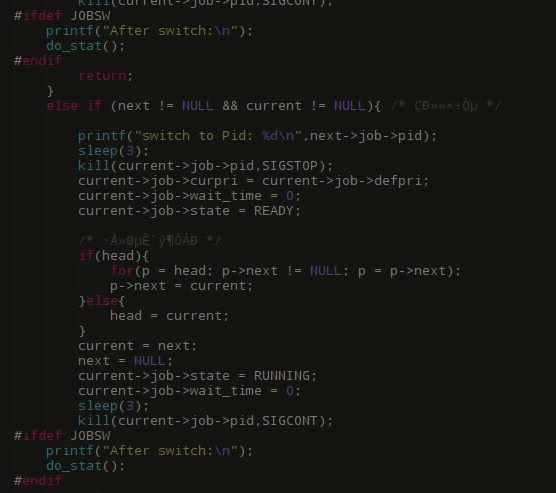 kill(current->job->pid,SIGCONT);
#ifdef JOBSW
    printf("After switch:\n");
    do_stat();
#endif
        return;
    }
    else if (next != NULL && current != NULL){ /* ÇÐ»»×÷Òµ */
        printf("switch to Pid: %d\n",next->job->pid);
        sleep(3);
        kill(current->job->pid,SIGSTOP);
        current->job->curpri = current->job->defpri;
        current->job->wait_time = 0;
        current->job->state = READY;
        /* ·Å»ØµÈ´ý¶ÓÁÐ */
        if(head){
            for(p = head; p->next != NULL; p = p->next);
            p->next = current;
        }else{
            head = current;
        }
        current = next;
        next = NULL;
        current->job->state = RUNNING;
        current->job->wait_time = 0;
        sleep(3);
        kill(current->job->pid,SIGCONT);
#ifdef JOBSW
    printf("After switch:\n");
    do_stat();
#endif